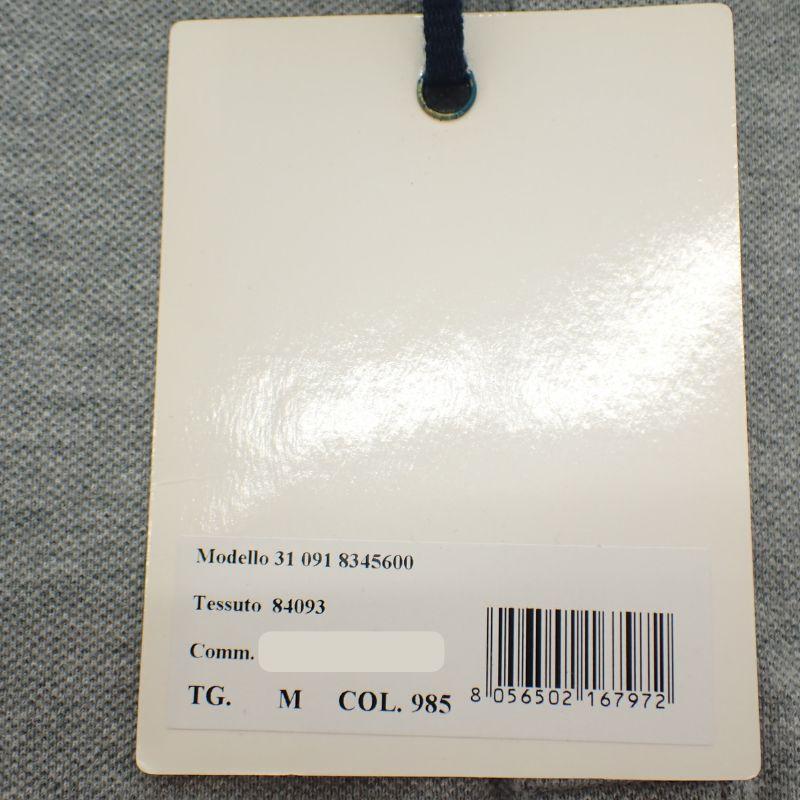 Modello 31 091 8345600
Tessuto 84093
Comm.
TG. M COL. 985
8 056502 167972